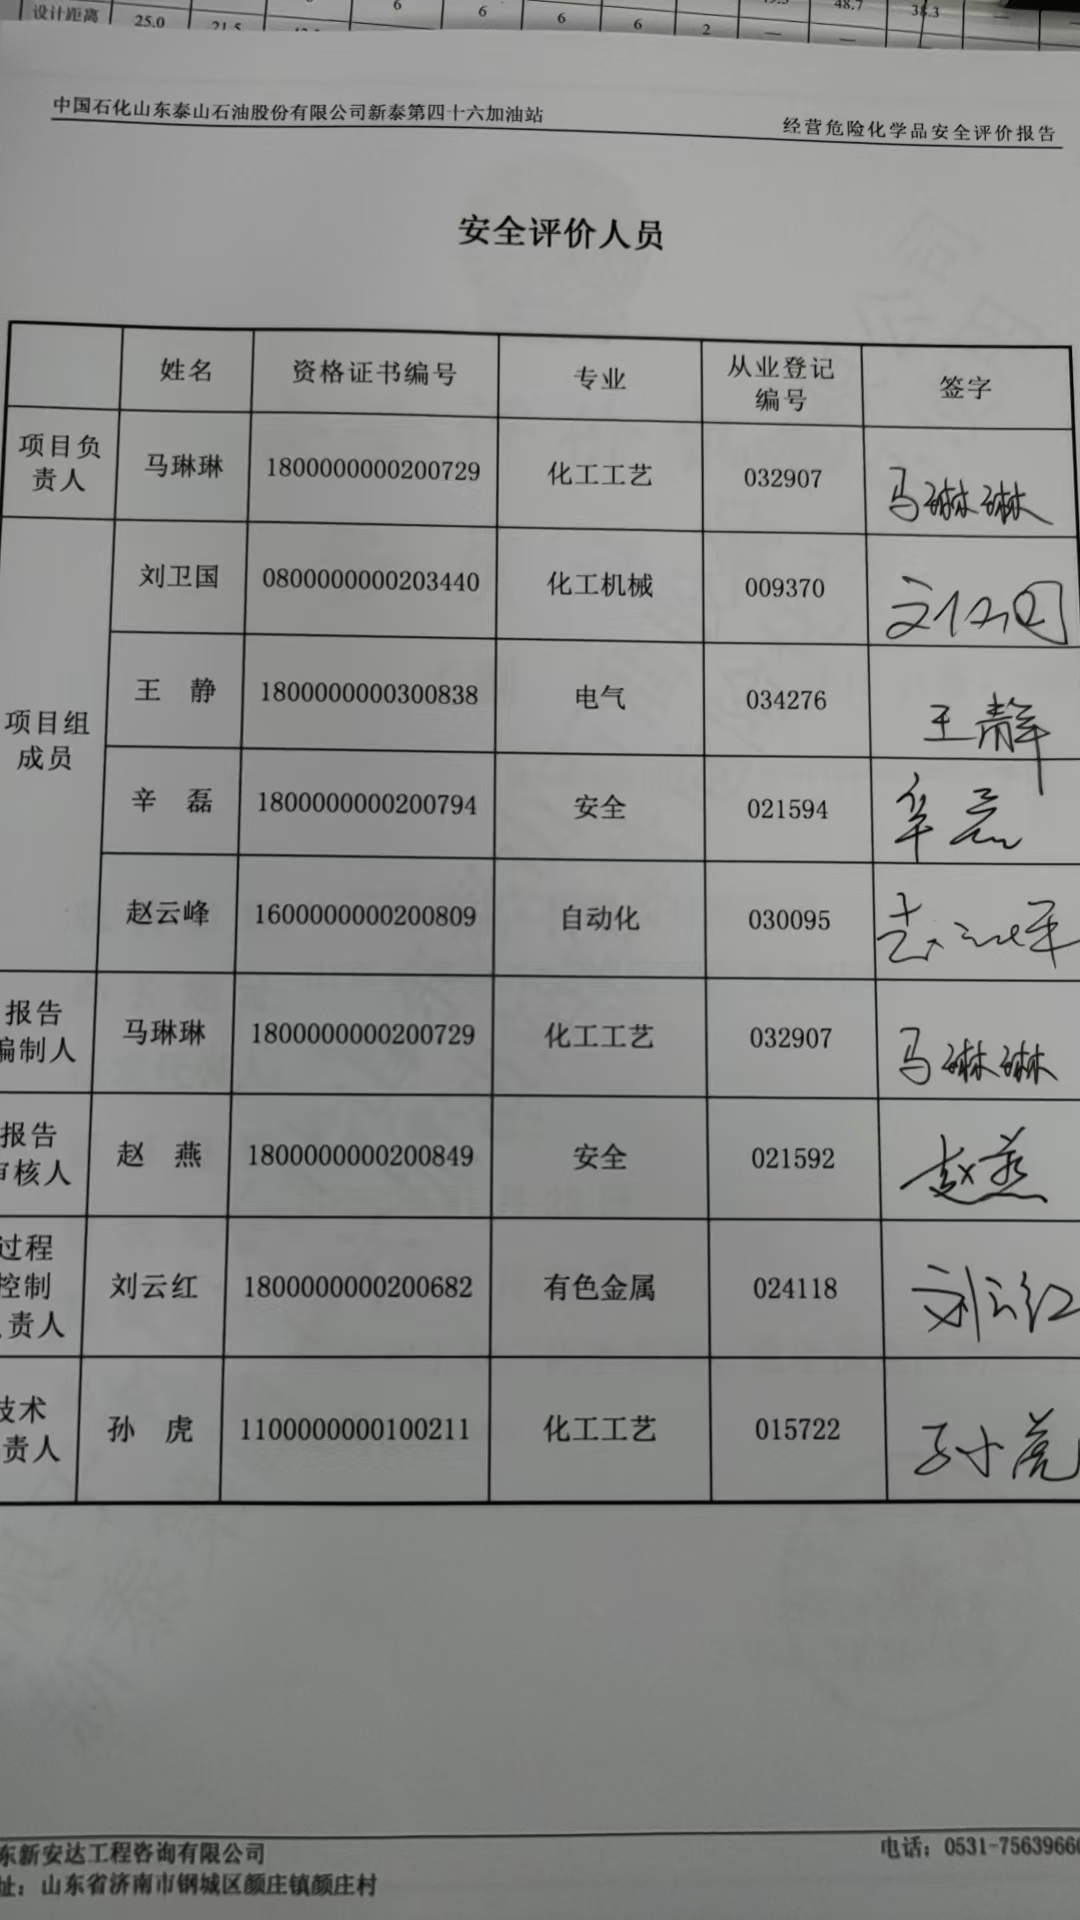 设计距离 25.0 21.5 6 6 6 6 2 — 48.7 38.3 —
中国石化山东泰山石油股份有限公司新泰第四十六加油站
经营危险化学品安全评价报告
安全评价人员
姓名 资格证书编号 专业 从业登记编号 签字
项目负责人 马琳琳 1800000000200729 化工工艺 032907 马琳琳
项目组成员 刘卫国 0800000000203440 化工机械 009370 刘卫国
王 静 1800000000300838 电气 034276 王静
辛 磊 1800000000200794 安全 021594 辛磊
赵云峰 1600000000200809 自动化 030095 赵云峰
报告编制人 马琳琳 1800000000200729 化工工艺 032907 马琳琳
报告审核人 赵 燕 1800000000200849 安全 021592 赵燕
过程控制责人 刘云红 1800000000200682 有色金属 024118 刘云红
技术责人 孙 虎 1100000000100211 化工工艺 015722 孙虎
东新安达工程咨询有限公司
电话：0531-7563966
址：山东省济南市钢城区颜庄镇颜庄村